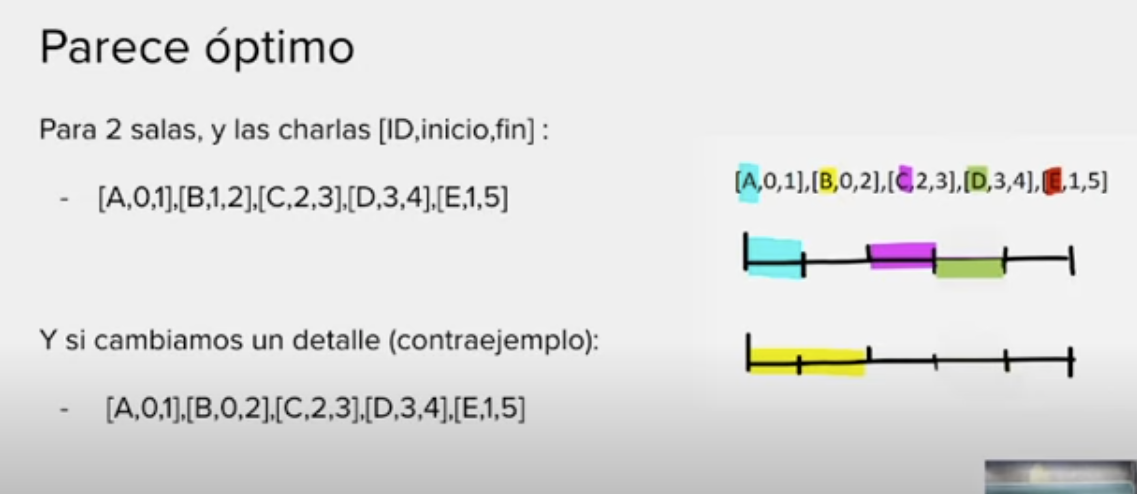 Parece óptimo
Para 2 salas, y las charlas [ID,inicio,fin] :
- [A,0,1],[B,1,2],[C,2,3],[D,3,4],[E,1,5]
Y si cambiamos un detalle (contraejemplo):
- [A,0,1],[B,0,2],[C,2,3],[D,3,4],[E,1,5]
[A,0,1],[B,0,2],[C,2,3],[D,3,4],[E,1,5]